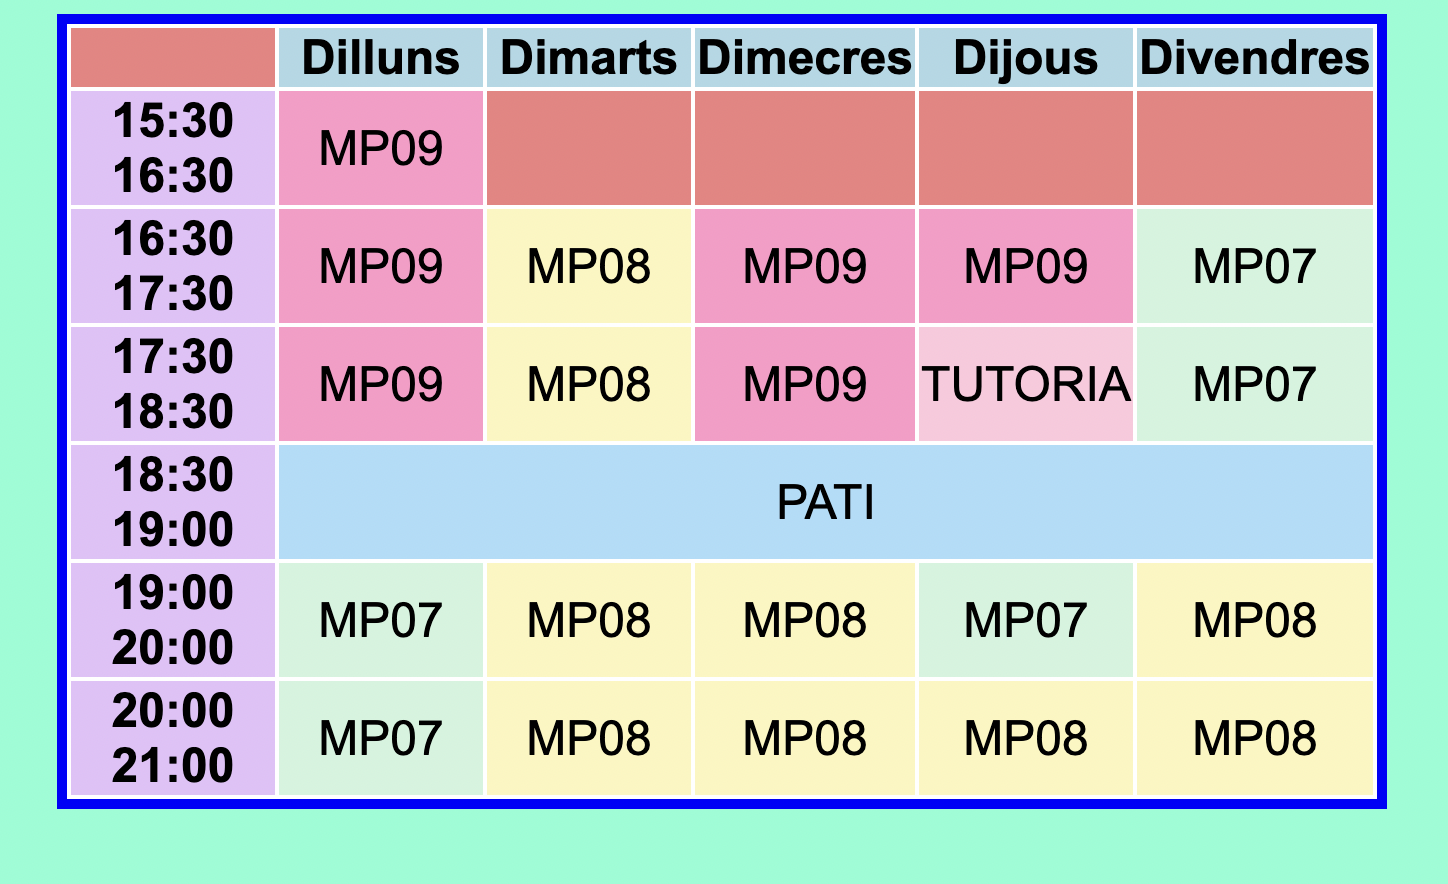 Dilluns Dimarts Dimecres Dijous Divendres
15:30
16:30
MP09
16:30
17:30
MP09 MP08 MP09 MP09 MP07
17:30
18:30
MP09 MP08 MP09 TUTORIA MP07
18:30
19:00
PATI
19:00
20:00
MP07 MP08 MP08 MP07 MP08
20:00
21:00
MP07 MP08 MP08 MP08 MP08